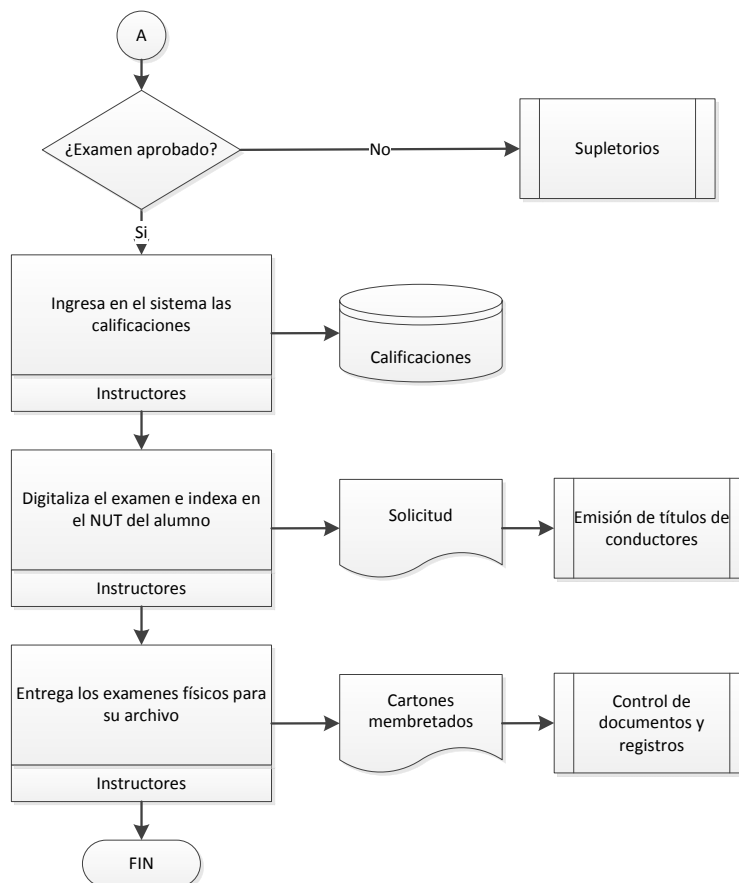 A
¿Examen aprobado?
No
Supletorios
Si
Ingresa en el sistema las
calificaciones
Instructores
Calificaciones
Digitaliza el examen e indexa en
el NUT del alumno
Instructores
Solicitud
Emisión de títulos de
conductores
Entrega los examenes físicos para
su archivo
Instructores
Cartones
membretados
Control de
documentos y
registros
FIN